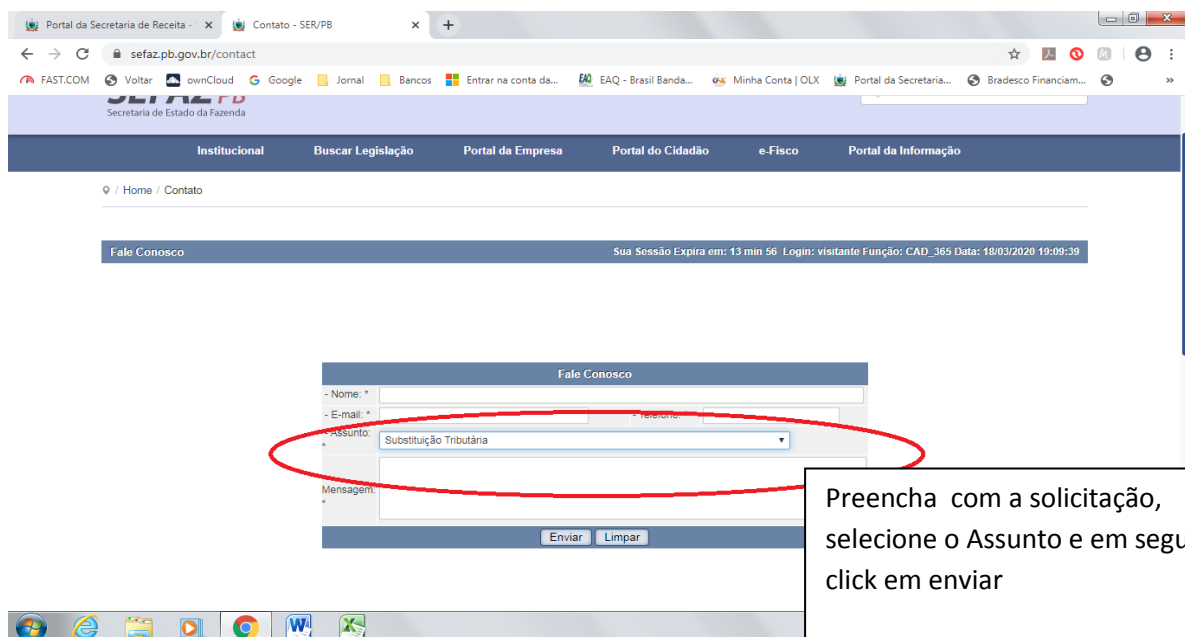 Portal da Secretaria de Receita -
Contato - SER/PB
sefaz.pb.gov.br/contact
FAST.COM Voltar ownCloud Google Jornal Bancos Entrar na conta da... EAQ - Brasil Banda... Minha Conta | OLX Portal da Secretaria... Bradesco Financiam... »
SEFAZ PB
Secretaria de Estado da Fazenda
Institucional Buscar Legislação Portal da Empresa Portal do Cidadão e-Fisco Portal da Informação
/ Home / Contato
Fale Conosco Sua Sessão Expira em: 13 min 56 Login: visitante Função: CAD_365 Data: 18/03/2020 19:09:39
Fale Conosco
- Nome: *
- E-mail: * - Telefone:
- Assunto: * Substituição Tributária
Mensagem: *
Enviar Limpar
Preencha com a solicitação,
selecione o Assunto e em segu
click em enviar